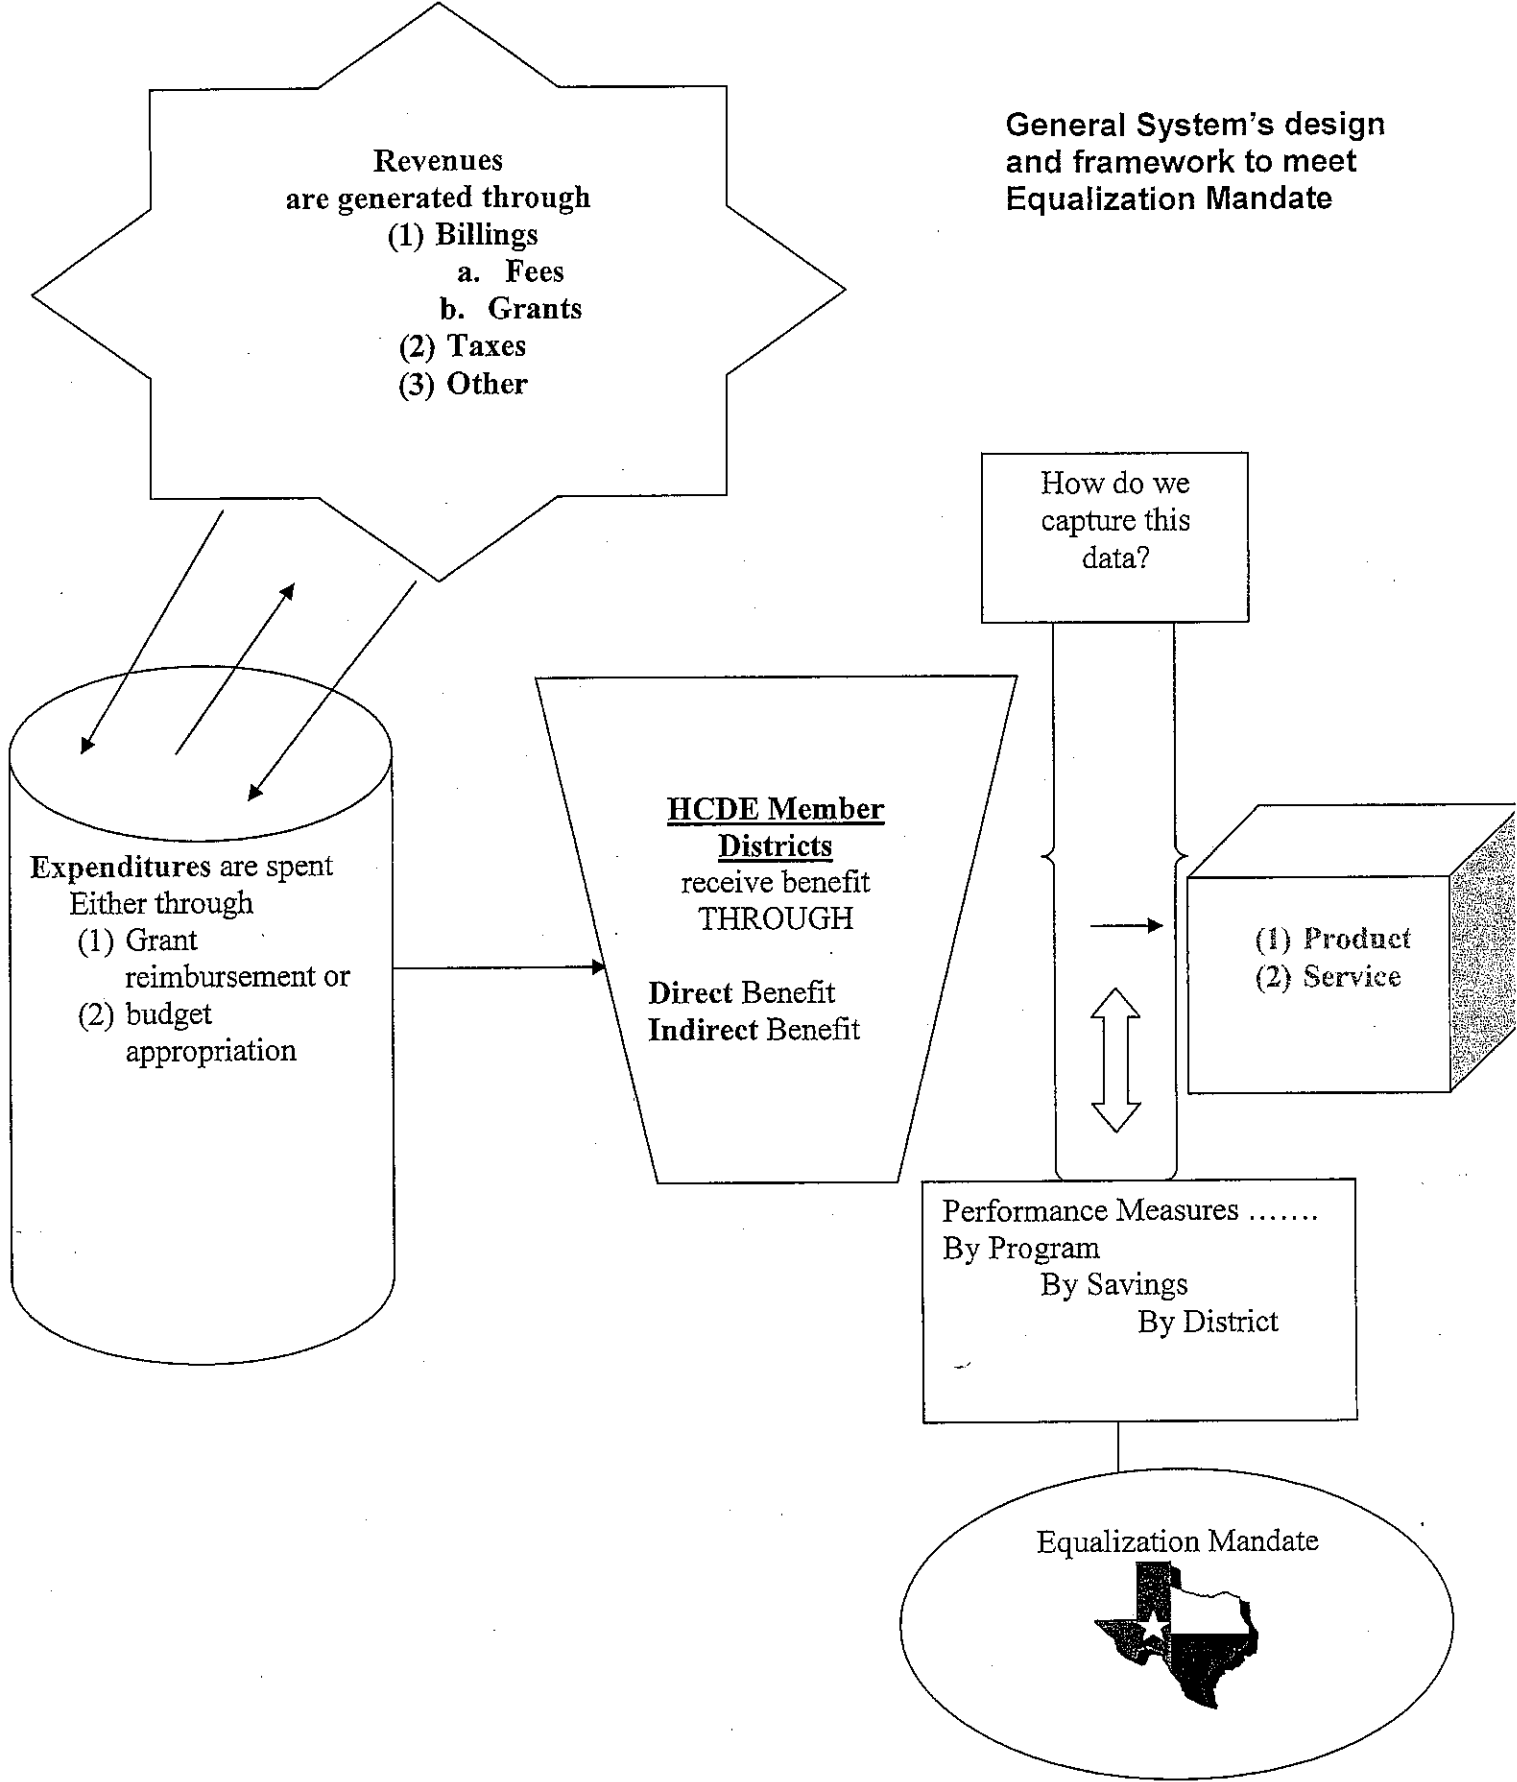 Revenues
are generated through
(1) Billings
a. Fees
b. Grants
(2) Taxes
(3) Other
General System's design
and framework to meet
Equalization Mandate
How do we
capture this
data?
Expenditures are spent
Either through
(1) Grant
reimbursement or
(2) budget
appropriation
HCDE Member
Districts
receive benefit
THROUGH
Direct Benefit
Indirect Benefit
(1) Product
(2) Service
Performance Measures .......
By Program
By Savings
By District
Equalization Mandate